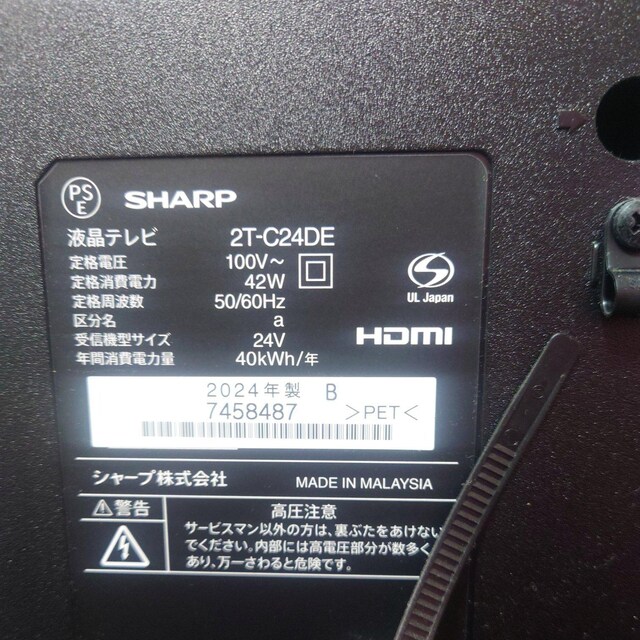 PS
E
SHARP
液晶テレビ 2T-C24DE
定格電圧 100V～
定格消費電力 42W
定格周波数 50/60Hz
区分名 a
受信機型サイズ 24V
年間消費電力量 40kWh/年
UL Japan
HDMI
2024年製 B
7458487 >PET<
シャープ株式会社 MADE IN MALAYSIA
⚠警告 高圧注意
サービスマン以外の方は、裏ぶたをあけない
でください。内部には高電圧部分が数多く
あり、万一さわると危険です。